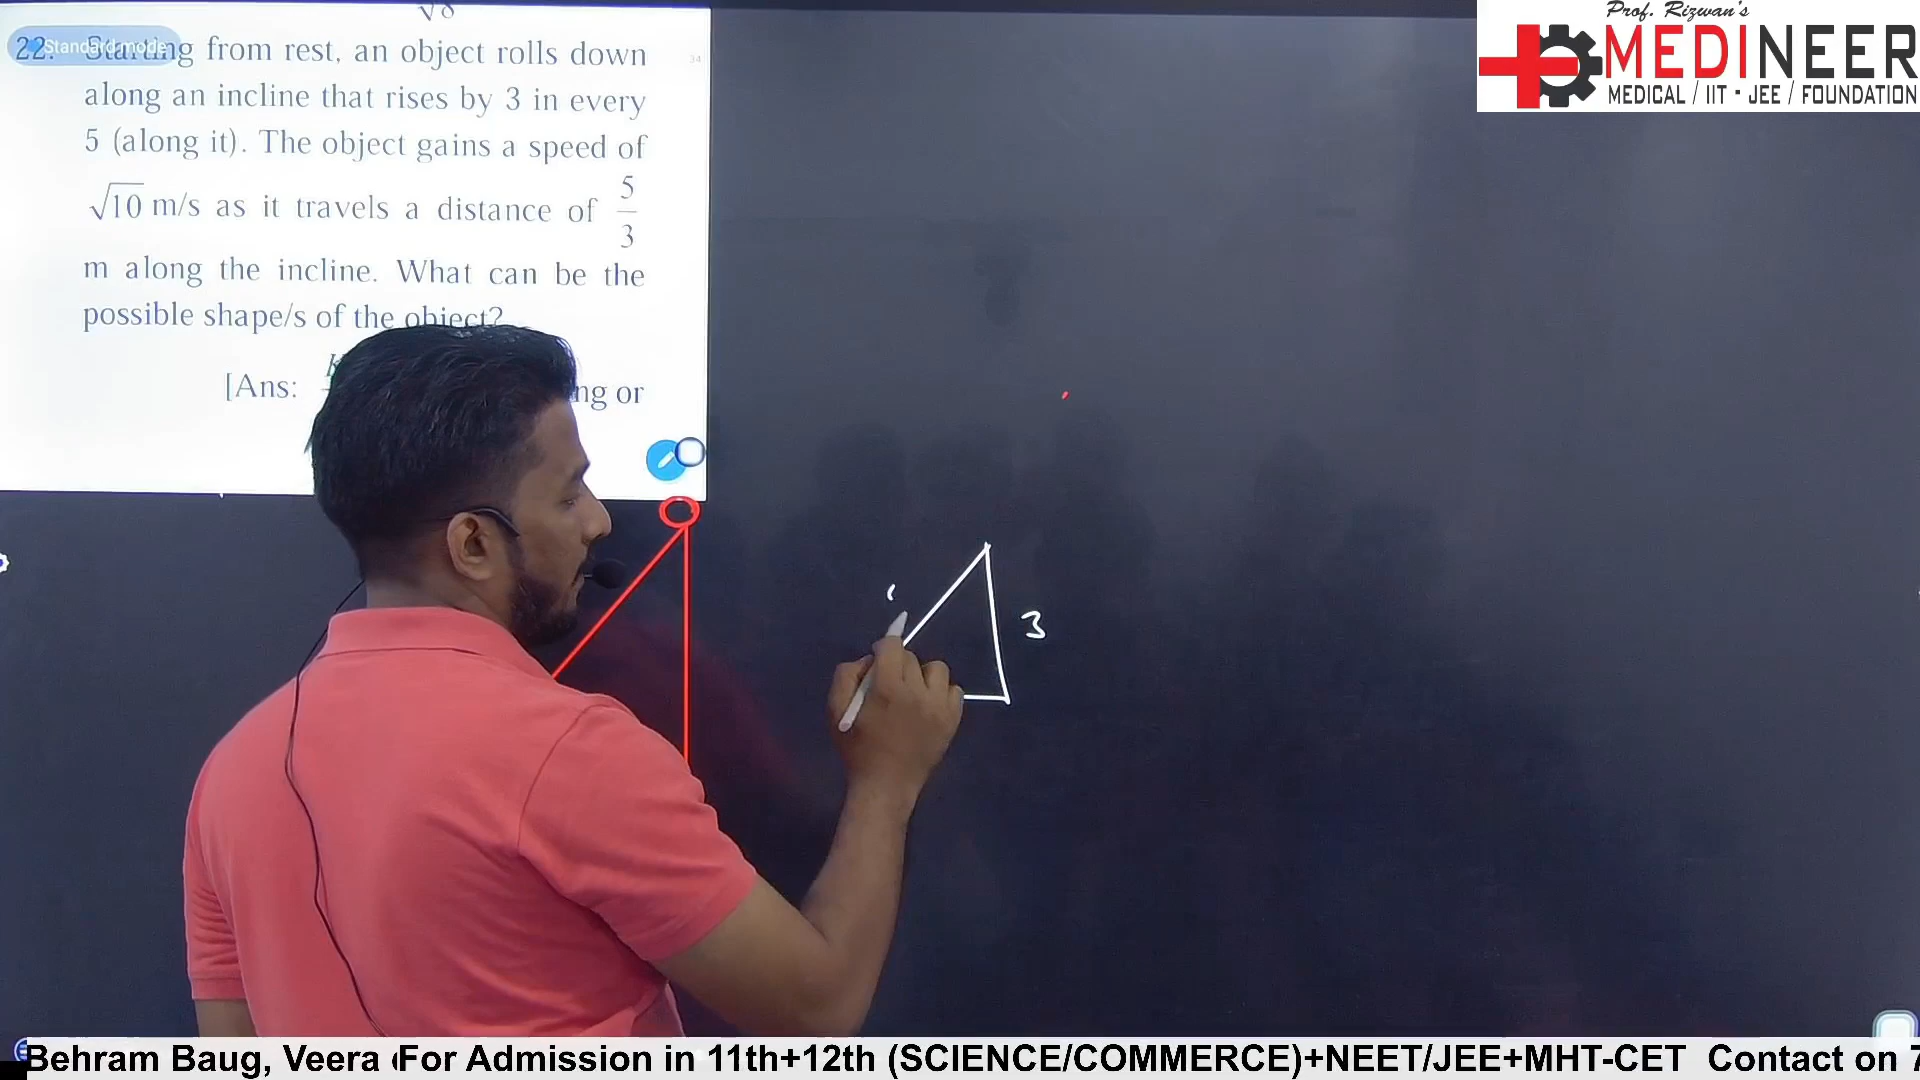 √8
22. Starting from rest, an object rolls down
Standard mode
34
along an incline that rises by 3 in every
5 (along it). The object gains a speed of
√10 m/s as it travels a distance of 5/3
m along the incline. What can be the
possible shape/s of the object?
[Ans: K
ng or
3
Prof. Rizwan's
MEDINEER
MEDICAL / IIT - JEE / FOUNDATION
Behram Baug, Veera For Admission in 11th+12th (SCIENCE/COMMERCE)+NEET/JEE+MHT-CET Contact on 7